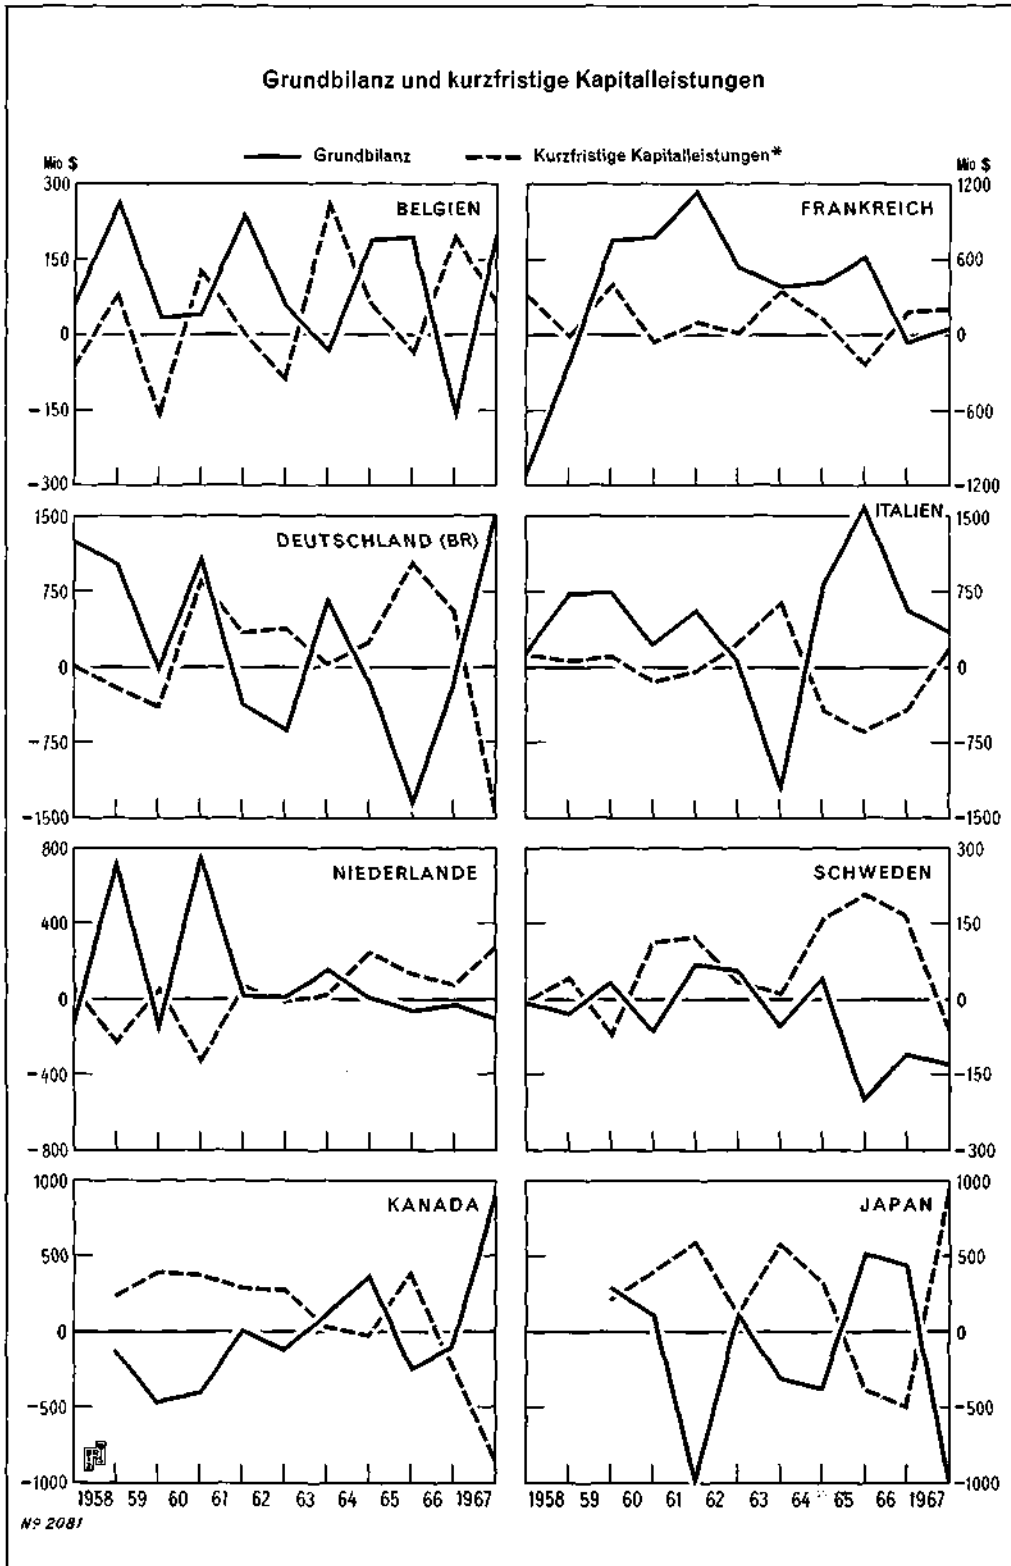 Grundbilanz und kurzfristige Kapitalleistungen
Mio $
Grundbilanz
Kurzfristige Kapitalleistungen*
Mio $
300
150
0
-150
-300
BELGIEN
FRANKREICH
1200
600
0
-600
-1200
1500
750
0
-750
-1500
DEUTSCHLAND (BR)
ITALIEN
1500
750
0
-750
-1500
800
400
0
-400
-800
NIEDERLANDE
SCHWEDEN
300
150
0
-150
-300
1000
500
0
-500
-1000
KANADA
JAPAN
1000
500
0
-500
-1000
1958 59 60 61 62 63 64 65 66 1967
1958 59 60 61 62 63 64 65 66 1967
Nº 2081